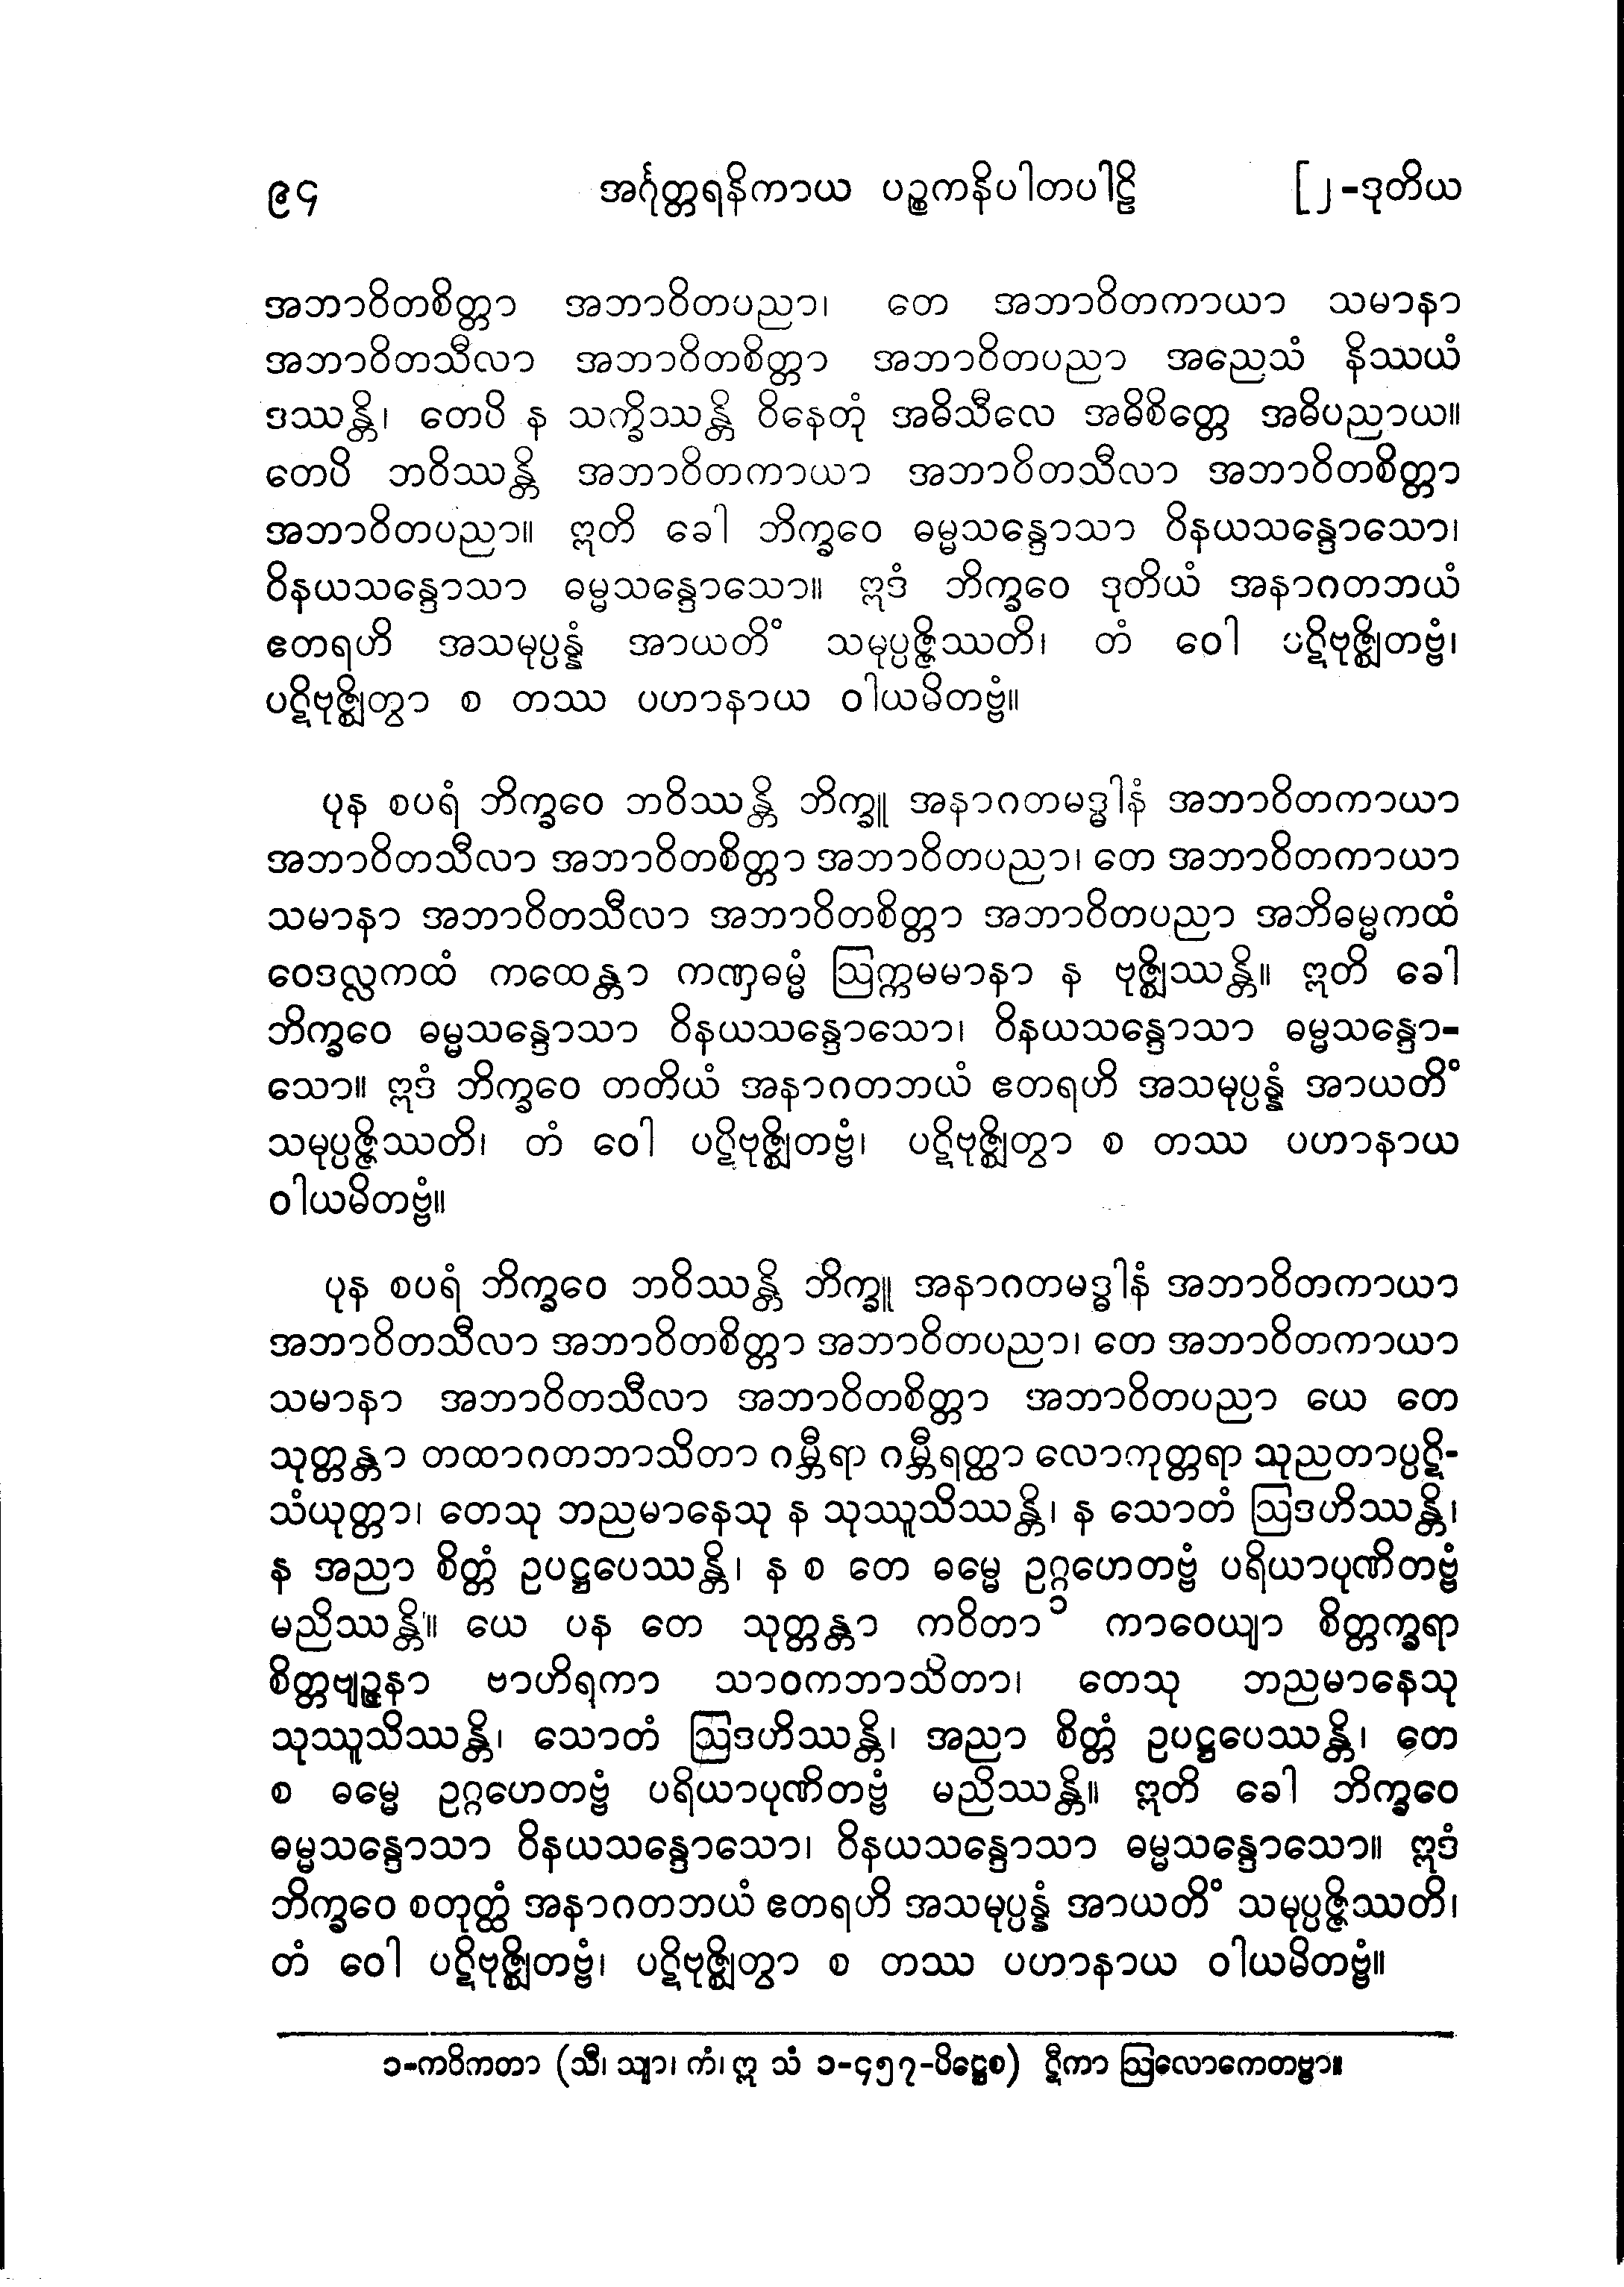 ၉၄ အင်္ဂုတ္တရနိကာယ ပဉ္စကနိပါတပါဠိ [၂-ဒုတိယ
အဘာဝိတစိတ္တာ အဘာဝိတပညာ၊ တေ အဘာဝိတကာယာ သမာနာ
အဘာဝိတသီလာ အဘာဝိတစိတ္တာ အဘာဝိတပညာ အညေသံ နိဿယံ
ဒဿန္တိ၊ တေပိ န သက္ခိဿန္တိ ဝိနေတုံ အဓိသီလေ အဓိစိတ္တေ အဓိပညာယ။
တေပိ ဘဝိဿန္တိ အဘာဝိတကာယာ အဘာဝိတသီလာ အဘာဝိတစိတ္တာ
အဘာဝိတပညာ။ ဣတိ ခေါ ဘိက္ခဝေ ဓမ္မသန္ဒောသာ ဝိနယသန္ဒောသော၊
ဝိနယသန္ဒောသာ ဓမ္မသန္ဒောသော။ ဣဒံ ဘိက္ခဝေ ဒုတိယံ အနာဂတဘယံ
ဧတရဟိ အသမုပ္ပန္နံ အာယတိံ သမုပ္ပဇ္ဇိဿတိ၊ တံ ဝေါ ပဋိဗုဇ္ဈိတဗ္ဗံ၊
ပဋိဗုဇ္ဈိတွာ စ တဿ ပဟာနာယ ဝါယမိတဗ္ဗံ။
ပုန စပရံ ဘိက္ခဝေ ဘဝိဿန္တိ ဘိက္ခူ အနာဂတမဒ္ဓါနံ အဘာဝိတကာယာ
အဘာဝိတသီလာ အဘာဝိတစိတ္တာ အဘာဝိတပညာ၊ တေ အဘာဝိတကာယာ
သမာနာ အဘာဝိတသီလာ အဘာဝိတစိတ္တာ အဘာဝိတပညာ အဘိဓမ္မကထံ
ဝေဒလ္လကထံ ကထေန္တာ ကဏှဓမ္မံ ဩက္ကမမာနာ န ဗုဇ္ဈိဿန္တိ။ ဣတိ ခေါ
ဘိက္ခဝေ ဓမ္မသန္ဒောသာ ဝိနယသန္ဒောသော၊ ဝိနယသန္ဒောသာ ဓမ္မသန္ဒော-
သော။ ဣဒံ ဘိက္ခဝေ တတိယံ အနာဂတဘယံ ဧတရဟိ အသမုပ္ပန္နံ အာယတိံ
သမုပ္ပဇ္ဇိဿတိ၊ တံ ဝေါ ပဋိဗုဇ္ဈိတဗ္ဗံ၊ ပဋိဗုဇ္ဈိတွာ စ တဿ ပဟာနာယ
ဝါယမိတဗ္ဗံ။
ပုန စပရံ ဘိက္ခဝေ ဘဝိဿန္တိ ဘိက္ခူ အနာဂတမဒ္ဓါနံ အဘာဝိတကာယာ
အဘာဝိတသီလာ အဘာဝိတစိတ္တာ အဘာဝိတပညာ၊ တေ အဘာဝိတကာယာ
သမာနာ အဘာဝိတသီလာ အဘာဝိတစိတ္တာ အဘာဝိတပညာ ယေ တေ
သုတ္တန္တာ တထာဂတဘာသိတာ ဂမ္ဘီရာ ဂမ္ဘီရတ္ထာ လောကုတ္တရာ သုညတာပ္ပဋိ-
သံယုတ္တာ၊ တေသု ဘညမာနေသု န သုဿူသိဿန္တိ၊ န သောတံ ဩဒဟိဿန္တိ၊
န အညာ စိတ္တံ ဥပဋ္ဌပေဿန္တိ၊ န စ တေ ဓမ္မေ ဥဂ္ဂဟေတဗ္ဗံ ပရိယာပုဏိတဗ္ဗံ
မညိဿန္တိ။ ယေ ပန တေ သုတ္တန္တာ ကဝိတာ ၁ ကာဝေယျာ စိတ္တက္ခရာ
စိတ္တဗျဉ္ဇနာ ဗာဟိရကာ သာဝကဘာသိတာ၊ တေသု ဘညမာနေသု
သုဿူသိဿန္တိ၊ သောတံ ဩဒဟိဿန္တိ၊ အညာ စိတ္တံ ဥပဋ္ဌပေဿန္တိ၊ တေ
စ ဓမ္မေ ဥဂ္ဂဟေတဗ္ဗံ ပရိယာပုဏိတဗ္ဗံ မညိဿန္တိ။ ဣတိ ခေါ ဘိက္ခဝေ
ဓမ္မသန္ဒောသာ ဝိနယသန္ဒောသော၊ ဝိနယသန္ဒောသာ ဓမ္မသန္ဒောသော။ ဣဒံ
ဘိက္ခဝေ စတုတ္ထံ အနာဂတဘယံ ဧတရဟိ အသမုပ္ပန္နံ အာယတိံ သမုပ္ပဇ္ဇိဿတိ၊
တံ ဝေါ ပဋိဗုဇ္ဈိတဗ္ဗံ၊ ပဋိဗုဇ္ဈိတွာ စ တဿ ပဟာနာယ ဝါယမိတဗ္ဗံ။
၁-ကဝိကတာ (သီ၊ သျာ၊ ကံ၊ ဣ သံ ၁-၄၅၇-ပိဋ္ဌေစ) ဋီကာ ဩလောကေတဗ္ဗာ။